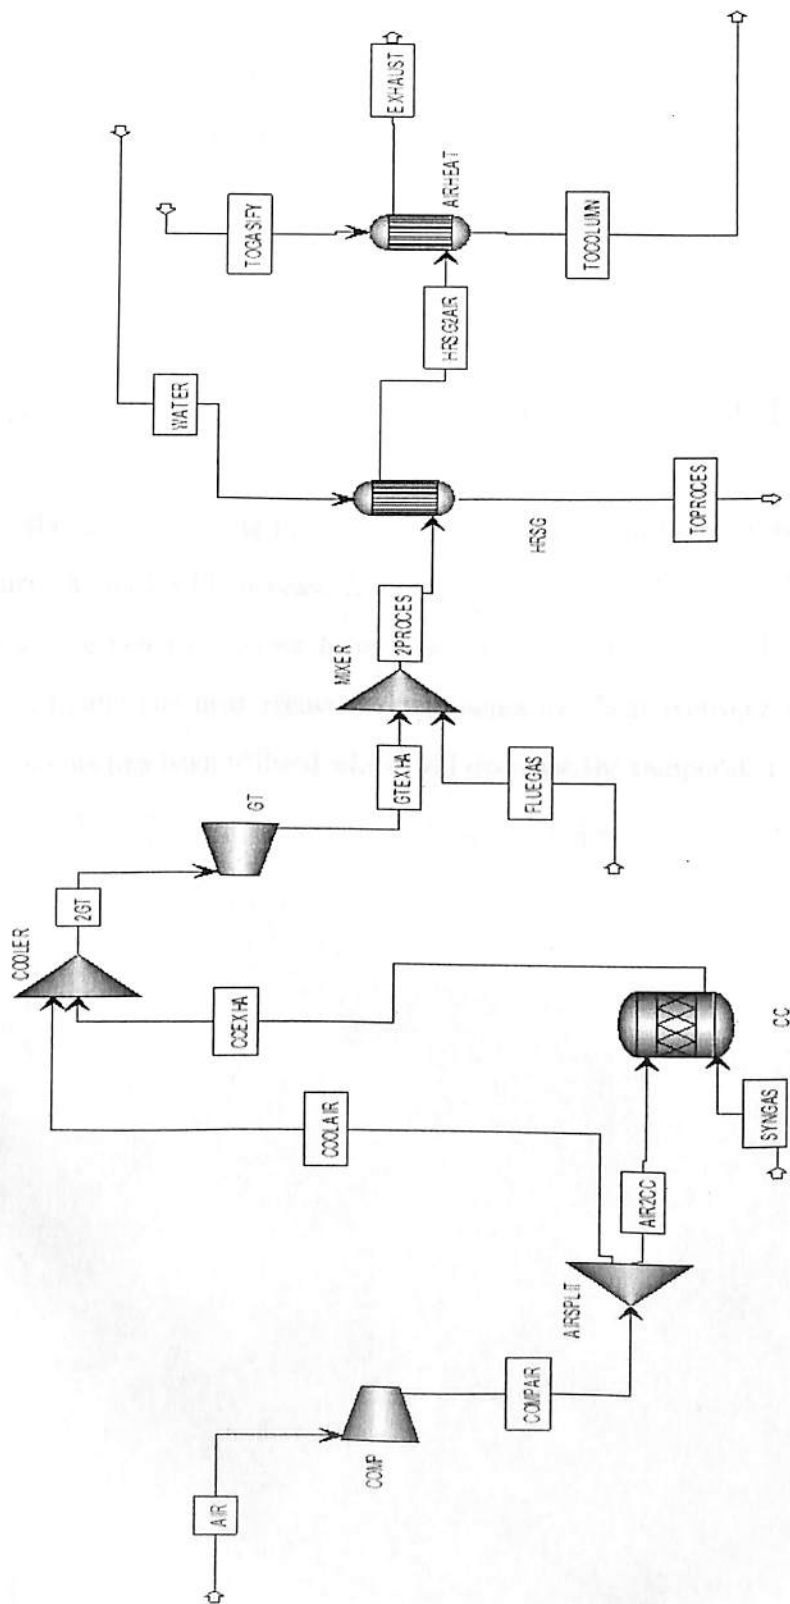 AIR
COMP
COMPAIR
AIRSPLIT
COOLAIR
AIR2CC
SYNGAS
CC
CCEXHA
COOLER
2GT
GT
GTEXHA
FLUEGAS
MIXER
2PROCES
WATER
HRSG
TOPROCES
HRSG2AIR
TOGASIFY
AIRHEAT
EXHAUST
TOCOLUMN